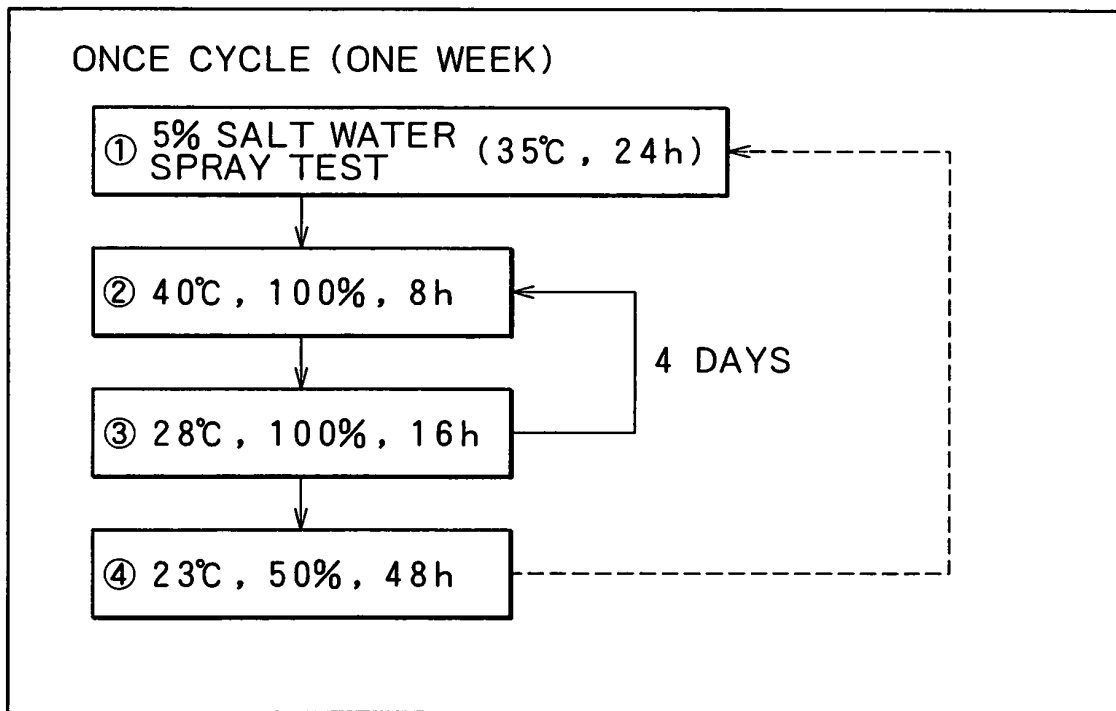 ONCE CYCLE (ONE WEEK)
① 5% SALT WATER
SPRAY TEST (35℃, 24h)
② 40℃, 100%, 8h
4 DAYS
③ 28℃, 100%, 16h
④ 23℃, 50%, 48h